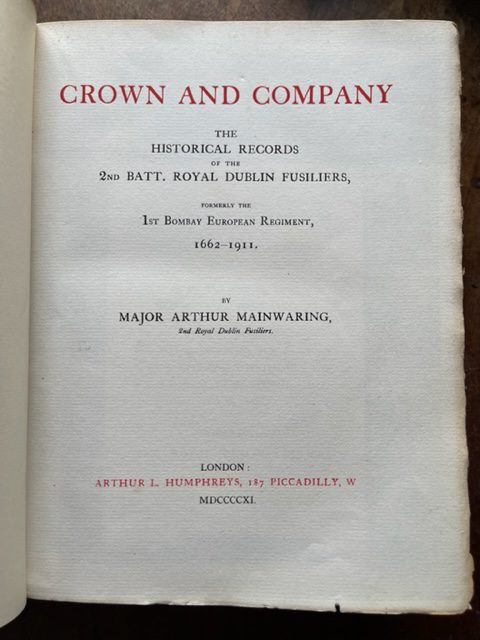 CROWN AND COMPANY
THE
HISTORICAL RECORDS
OF THE
2ND BATT. ROYAL DUBLIN FUSILIERS,
FORMERLY THE
1ST BOMBAY EUROPEAN REGIMENT,
1662-1911.
BY
MAJOR ARTHUR MAINWARING,
2nd Royal Dublin Fusiliers.
LONDON:
ARTHUR L. HUMPHREYS, 187 PICCADILLY, W
MDCCCCXI.